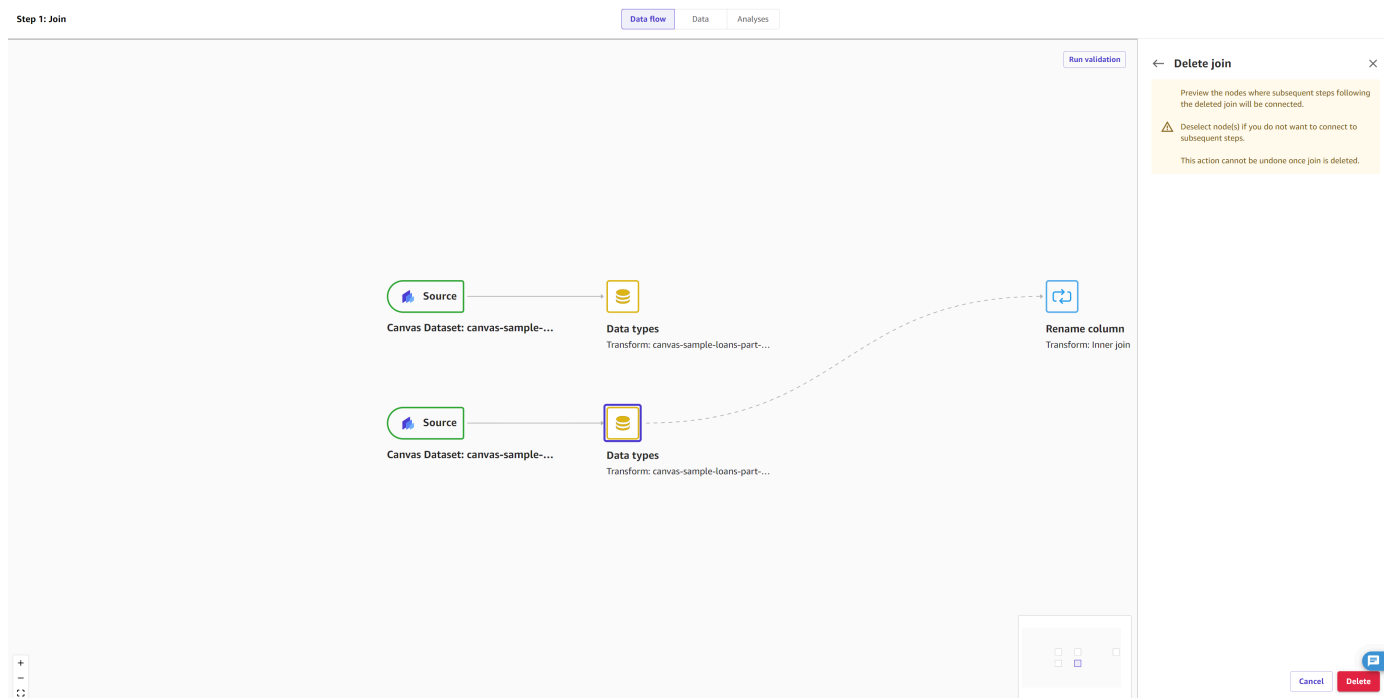 Step 1: Join
Data flow
Data
Analyses
Run validation
Delete join
Preview the nodes where subsequent steps following
the deleted join will be connected.
Deselect node(s) if you do not want to connect to
subsequent steps.
This action cannot be undone once join is deleted.
Source
Canvas Dataset: canvas-sample-...
Data types
Transform: canvas-sample-loans-part-...
Rename column
Transform: Inner join
Source
Canvas Dataset: canvas-sample-...
Data types
Transform: canvas-sample-loans-part-...
Cancel
Delete